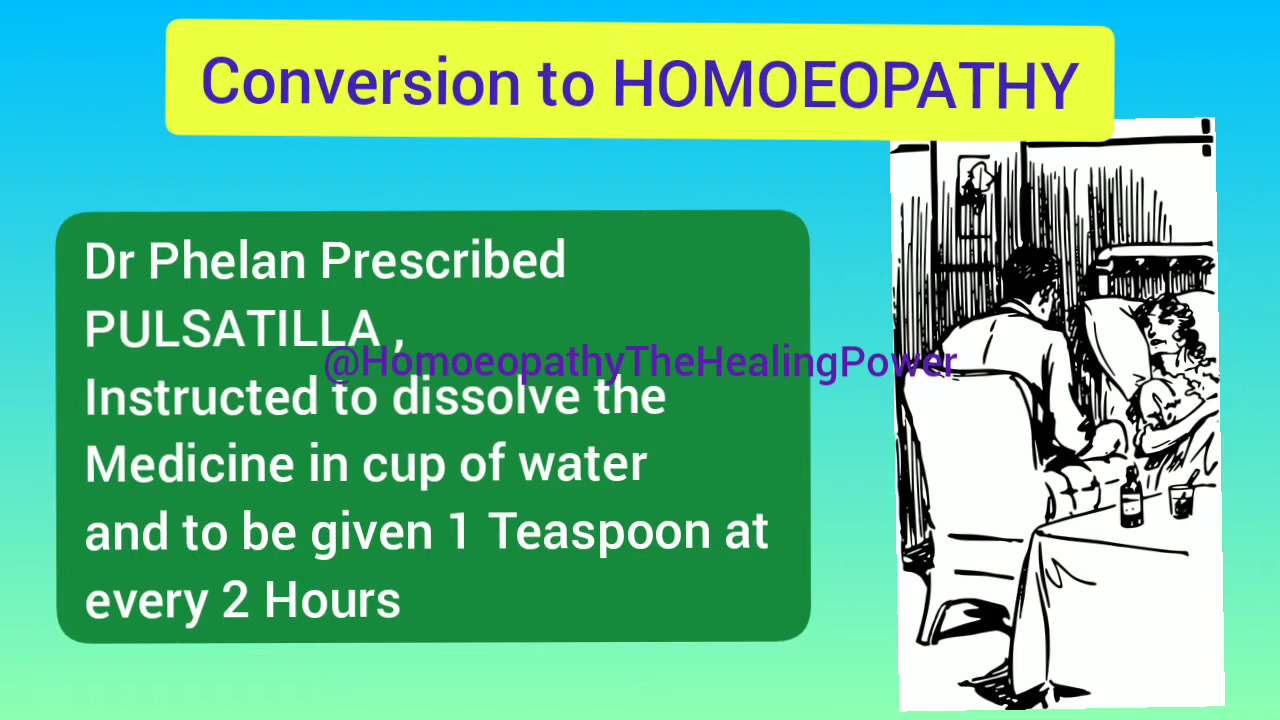 Conversion to HOMOEOPATHY
Dr Phelan Prescribed
PULSATILLA ,
@HomoeopathyTheHealingPower
Instructed to dissolve the
Medicine in cup of water
and to be given 1 Teaspoon at
every 2 Hours